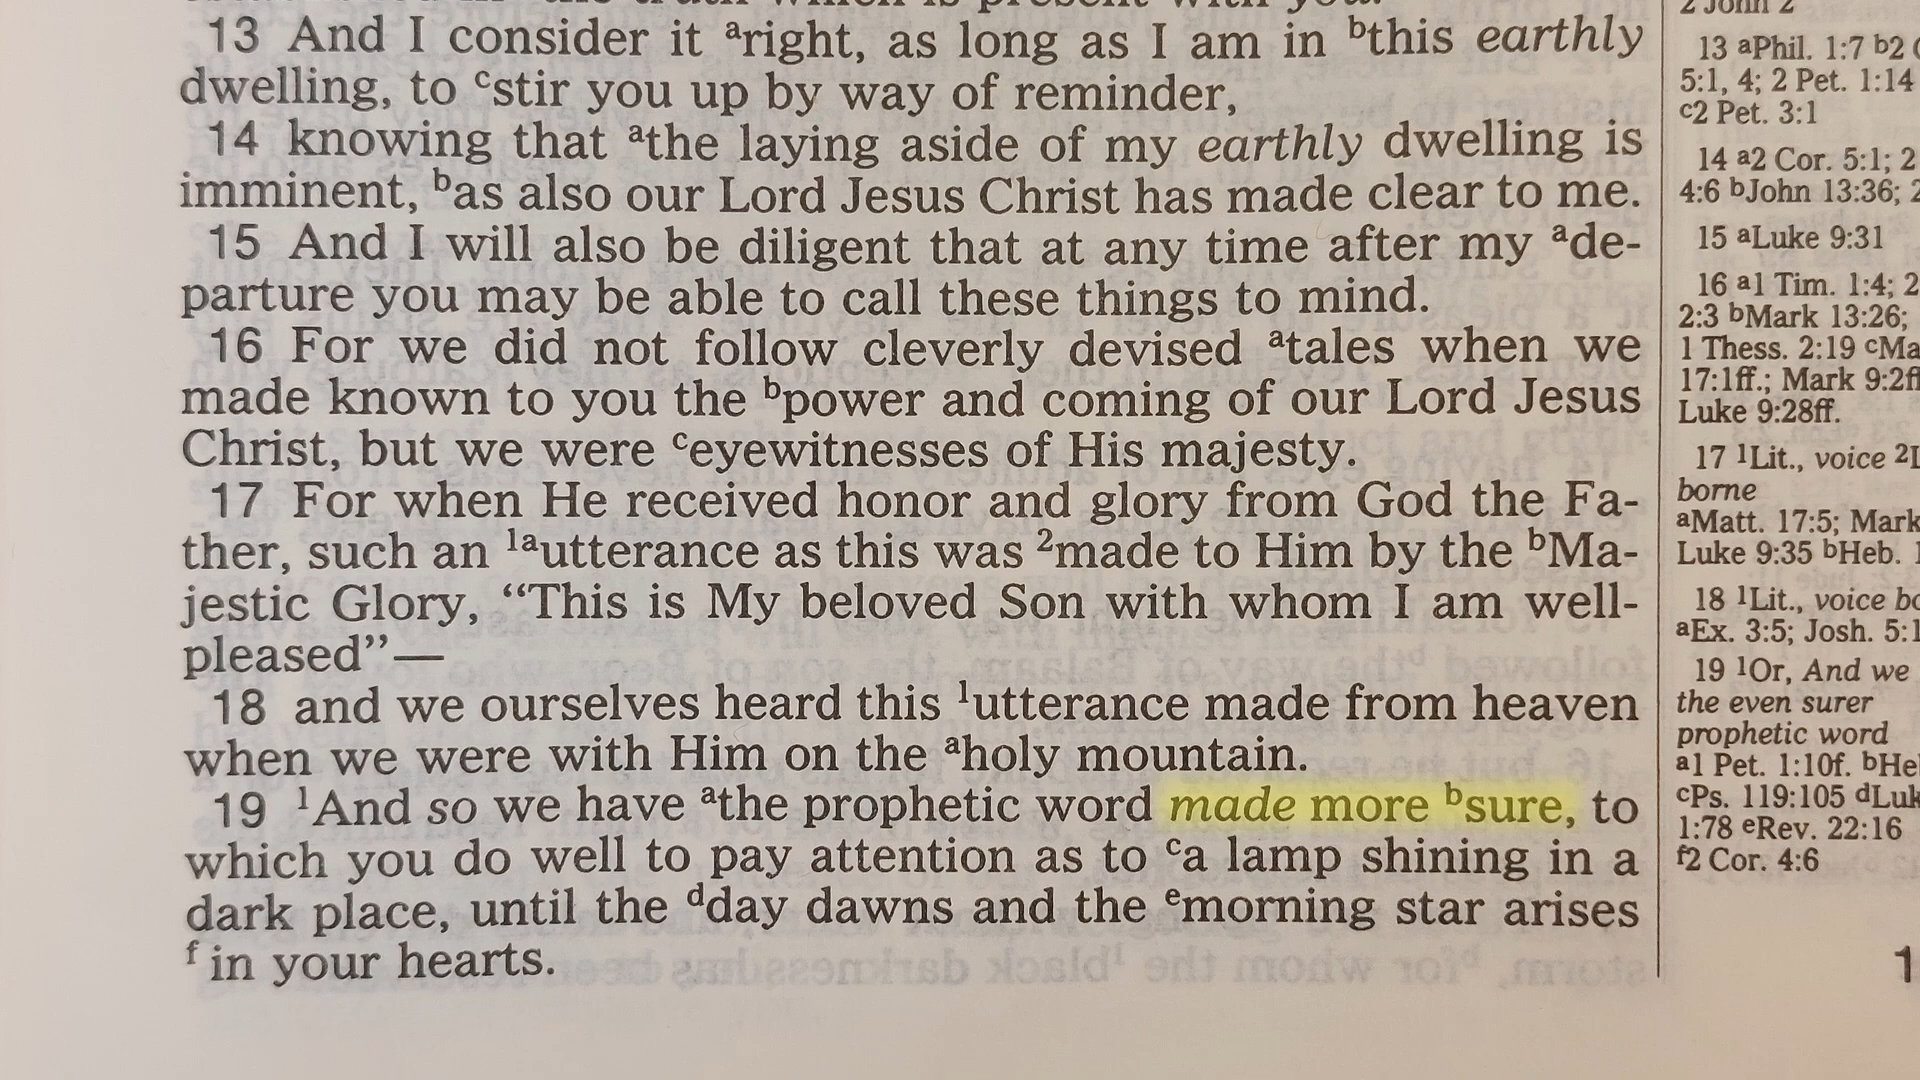 13 And I consider it aright, as long as I am in bthis earthly
dwelling, to cstir you up by way of reminder,
14 knowing that athe laying aside of my earthly dwelling is
imminent, bas also our Lord Jesus Christ has made clear to me.
15 And I will also be diligent that at any time after my ade-
parture you may be able to call these things to mind.
16 For we did not follow cleverly devised atales when we
made known to you the bpower and coming of our Lord Jesus
Christ, but we were ceyewitnesses of His majesty.
17 For when He received honor and glory from God the Fa-
ther, such an 1autterance as this was 2made to Him by the bMa-
jestic Glory, “This is My beloved Son with whom I am well-
pleased”—
18 and we ourselves heard this 1utterance made from heaven
when we were with Him on the aholy mountain.
19 1And so we have athe prophetic word made more bsure, to
which you do well to pay attention as to ca lamp shining in a
dark place, until the dday dawns and the emorning star arises
f in your hearts.
2 John 2
13 aPhil. 1:7 b2
5:1, 4; 2 Pet. 1:14
c2 Pet. 3:1
14 a2 Cor. 5:1; 2
4:6 bJohn 13:36; 2
15 aLuke 9:31
16 a1 Tim. 1:4; 2
2:3 bMark 13:26;
1 Thess. 2:19
17:1ff.; Mark 9:2ff
Luke 9:28ff.
17 1Lit., voice
borne
aMatt. 17:5; Mark
Luke 9:35 bHeb.
18 1Lit., voice
aEx. 3:5; Josh. 5:1
19 1Or, And we
the even surer
prophetic word
a1 Pet. 1:10f.
cPs. 119:105
1:78 eRev. 22:16
f2 Cor. 4:6